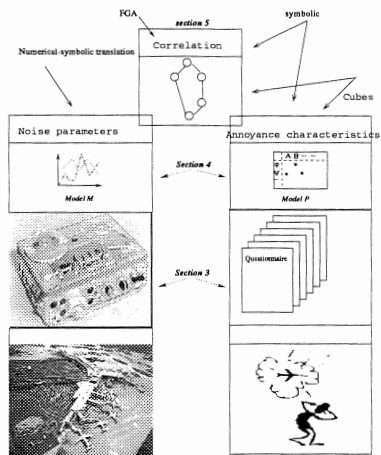 FGA
section 5
symbolic
Correlation
Numerical-symbolic translation
Cubes
Noise parameters
Annoyance characteristics
A B
Section 4
Model M
Model P
Questionnaire
Section 3